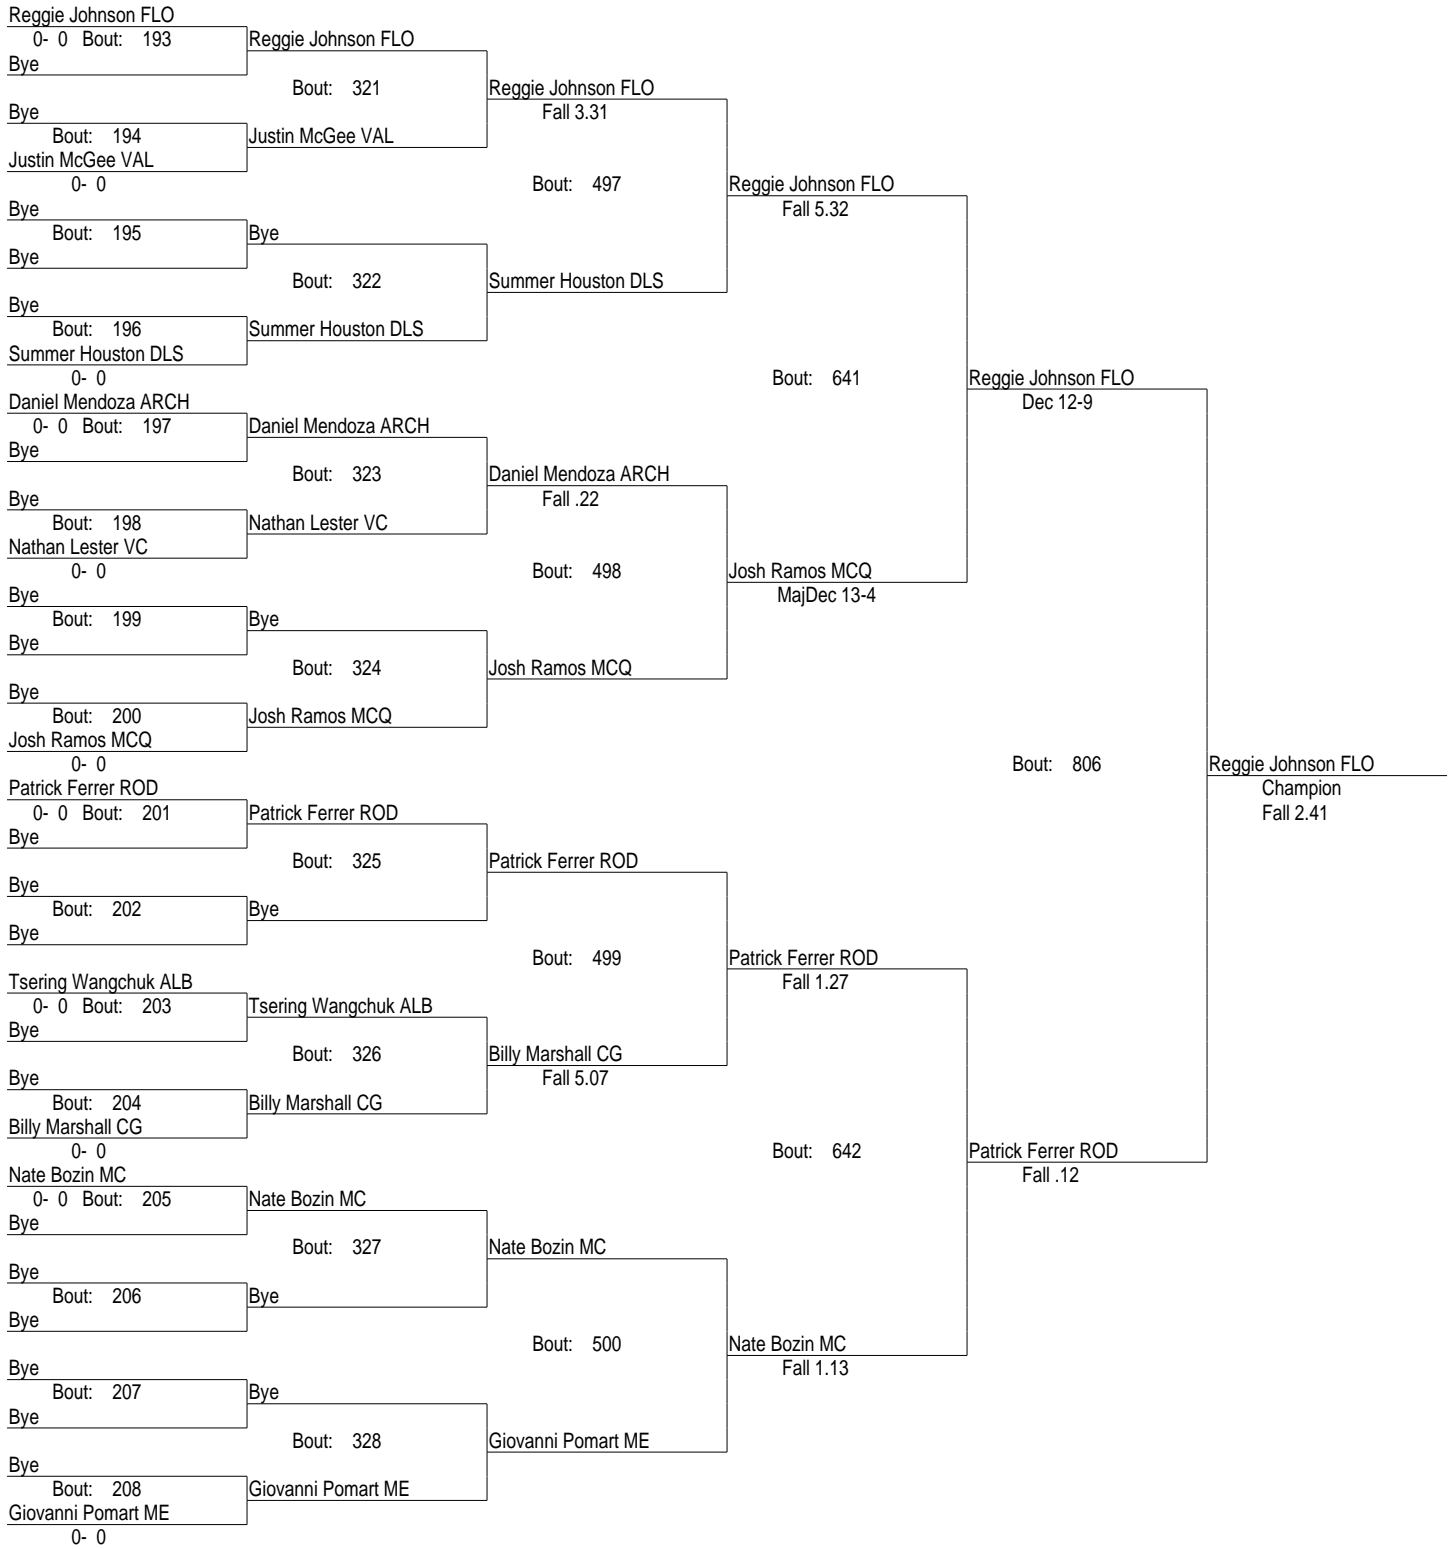 Reggie Johnson FLO
0- 0 Bout: 193
Bye
Reggie Johnson FLO
Bout: 321
Bye
Bout: 194
Justin McGee VAL
0- 0
Justin McGee VAL
Reggie Johnson FLO
Fall 3.31
Bout: 497
Bye
Bout: 195
Bye
Bye
Bout: 322
Bye
Bout: 196
Summer Houston DLS
0- 0
Summer Houston DLS
Summer Houston DLS
Reggie Johnson FLO
Fall 5.32
Bout: 641
Daniel Mendoza ARCH
0- 0 Bout: 197
Bye
Daniel Mendoza ARCH
Bout: 323
Bye
Bout: 198
Nathan Lester VC
0- 0
Nathan Lester VC
Daniel Mendoza ARCH
Fall .22
Bout: 498
Bye
Bout: 199
Bye
Bye
Bout: 324
Bye
Bout: 200
Josh Ramos MCQ
0- 0
Josh Ramos MCQ
Josh Ramos MCQ
Josh Ramos MCQ
MajDec 13-4
Reggie Johnson FLO
Dec 12-9
Bout: 806
Patrick Ferrer ROD
0- 0 Bout: 201
Bye
Patrick Ferrer ROD
Bout: 325
Bye
Bout: 202
Bye
Bye
Patrick Ferrer ROD
Bout: 499
Tsering Wangchuk ALB
0- 0 Bout: 203
Bye
Tsering Wangchuk ALB
Bout: 326
Bye
Bout: 204
Billy Marshall CG
0- 0
Billy Marshall CG
Billy Marshall CG
Fall 5.07
Patrick Ferrer ROD
Fall 1.27
Bout: 642
Nate Bozin MC
0- 0 Bout: 205
Bye
Nate Bozin MC
Bout: 327
Bye
Bout: 206
Bye
Bye
Nate Bozin MC
Bout: 500
Bye
Bout: 207
Bye
Bye
Bout: 328
Bye
Bout: 208
Giovanni Pomart ME
0- 0
Giovanni Pomart ME
Giovanni Pomart ME
Nate Bozin MC
Fall 1.13
Patrick Ferrer ROD
Fall .12
Reggie Johnson FLO
Champion
Fall 2.41